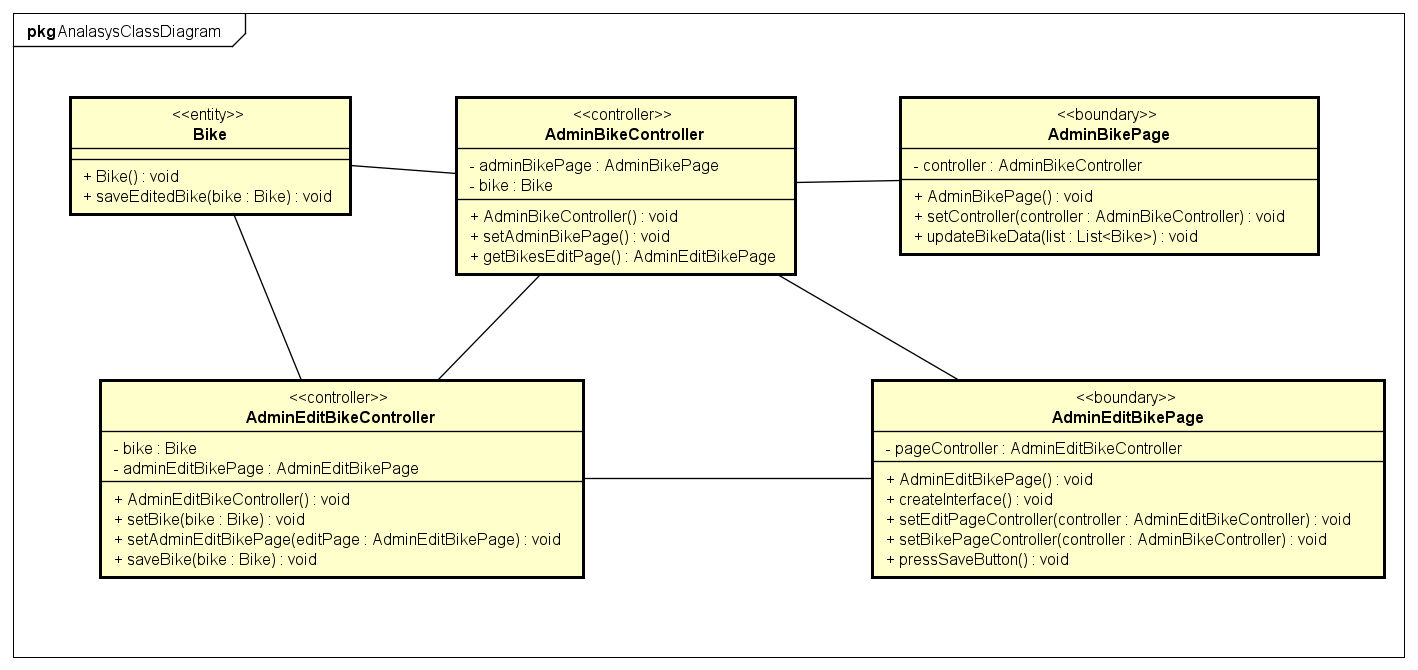 pkg AnalasysClassDiagram
<<entity>>
Bike
+ Bike() : void
+ saveEditedBike(bike : Bike) : void
<<controller>>
AdminBikeController
- adminBikePage : AdminBikePage
- bike : Bike
+ AdminBikeController() : void
+ setAdminBikePage() : void
+ getBikesEditPage() : AdminEditBikePage
<<boundary>>
AdminBikePage
- controller : AdminBikeController
+ AdminBikePage() : void
+ setController(controller : AdminBikeController) : void
+ updateBikeData(list : List<Bike>) : void
<<controller>>
AdminEditBikeController
- bike : Bike
- adminEditBikePage : AdminEditBikePage
+ AdminEditBikeController() : void
+ setBike(bike : Bike) : void
+ setAdminEditBikePage(editPage : AdminEditBikePage) : void
+ saveBike(bike : Bike) : void
<<boundary>>
AdminEditBikePage
- pageController : AdminEditBikeController
+ AdminEditBikePage() : void
+ createInterface() : void
+ setEditPageController(controller : AdminEditBikeController) : void
+ setBikePageController(controller : AdminBikeController) : void
+ pressSaveButton() : void